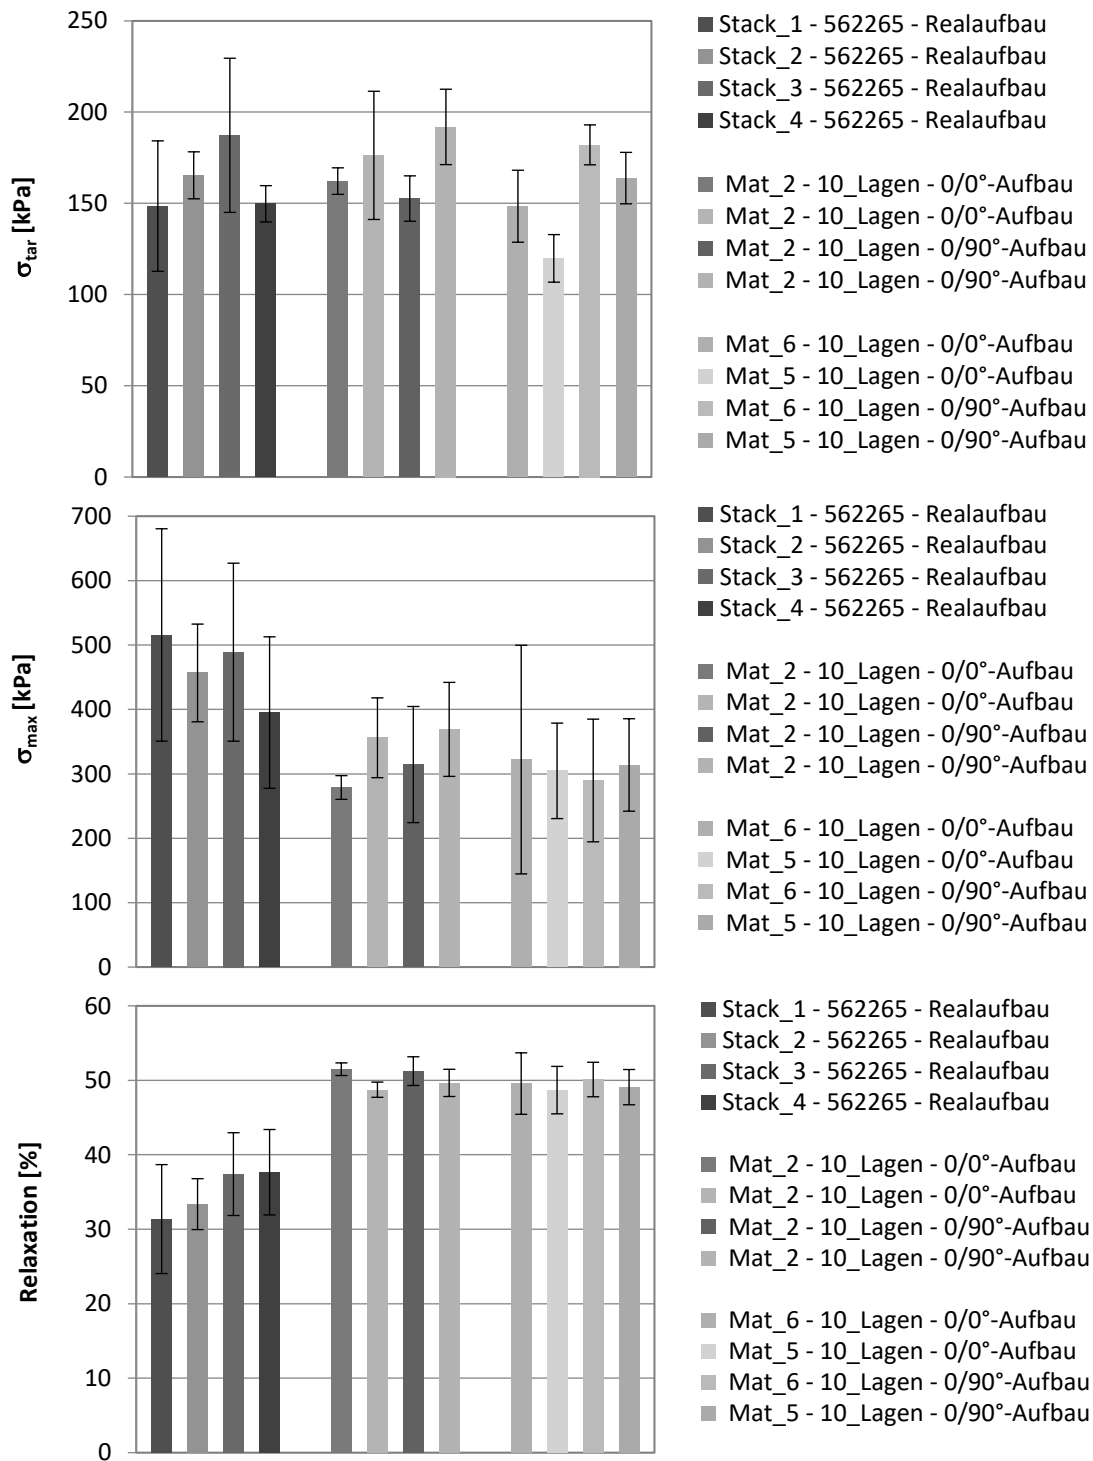 σtar [kPa]
250
200
150
100
50
0
Stack_1 - 562265 - Realaufbau
Stack_2 - 562265 - Realaufbau
Stack_3 - 562265 - Realaufbau
Stack_4 - 562265 - Realaufbau
Mat_2 - 10_Lagen - 0/0°-Aufbau
Mat_2 - 10_Lagen - 0/0°-Aufbau
Mat_2 - 10_Lagen - 0/90°-Aufbau
Mat_2 - 10_Lagen - 0/90°-Aufbau
Mat_6 - 10_Lagen - 0/0°-Aufbau
Mat_5 - 10_Lagen - 0/0°-Aufbau
Mat_6 - 10_Lagen - 0/90°-Aufbau
Mat_5 - 10_Lagen - 0/90°-Aufbau
σmax [kPa]
700
600
500
400
300
200
100
0
Stack_1 - 562265 - Realaufbau
Stack_2 - 562265 - Realaufbau
Stack_3 - 562265 - Realaufbau
Stack_4 - 562265 - Realaufbau
Mat_2 - 10_Lagen - 0/0°-Aufbau
Mat_2 - 10_Lagen - 0/0°-Aufbau
Mat_2 - 10_Lagen - 0/90°-Aufbau
Mat_2 - 10_Lagen - 0/90°-Aufbau
Mat_6 - 10_Lagen - 0/0°-Aufbau
Mat_5 - 10_Lagen - 0/0°-Aufbau
Mat_6 - 10_Lagen - 0/90°-Aufbau
Mat_5 - 10_Lagen - 0/90°-Aufbau
Relaxation [%]
60
50
40
30
20
10
0
Stack_1 - 562265 - Realaufbau
Stack_2 - 562265 - Realaufbau
Stack_3 - 562265 - Realaufbau
Stack_4 - 562265 - Realaufbau
Mat_2 - 10_Lagen - 0/0°-Aufbau
Mat_2 - 10_Lagen - 0/0°-Aufbau
Mat_2 - 10_Lagen - 0/90°-Aufbau
Mat_2 - 10_Lagen - 0/90°-Aufbau
Mat_6 - 10_Lagen - 0/0°-Aufbau
Mat_5 - 10_Lagen - 0/0°-Aufbau
Mat_6 - 10_Lagen - 0/90°-Aufbau
Mat_5 - 10_Lagen - 0/90°-Aufbau